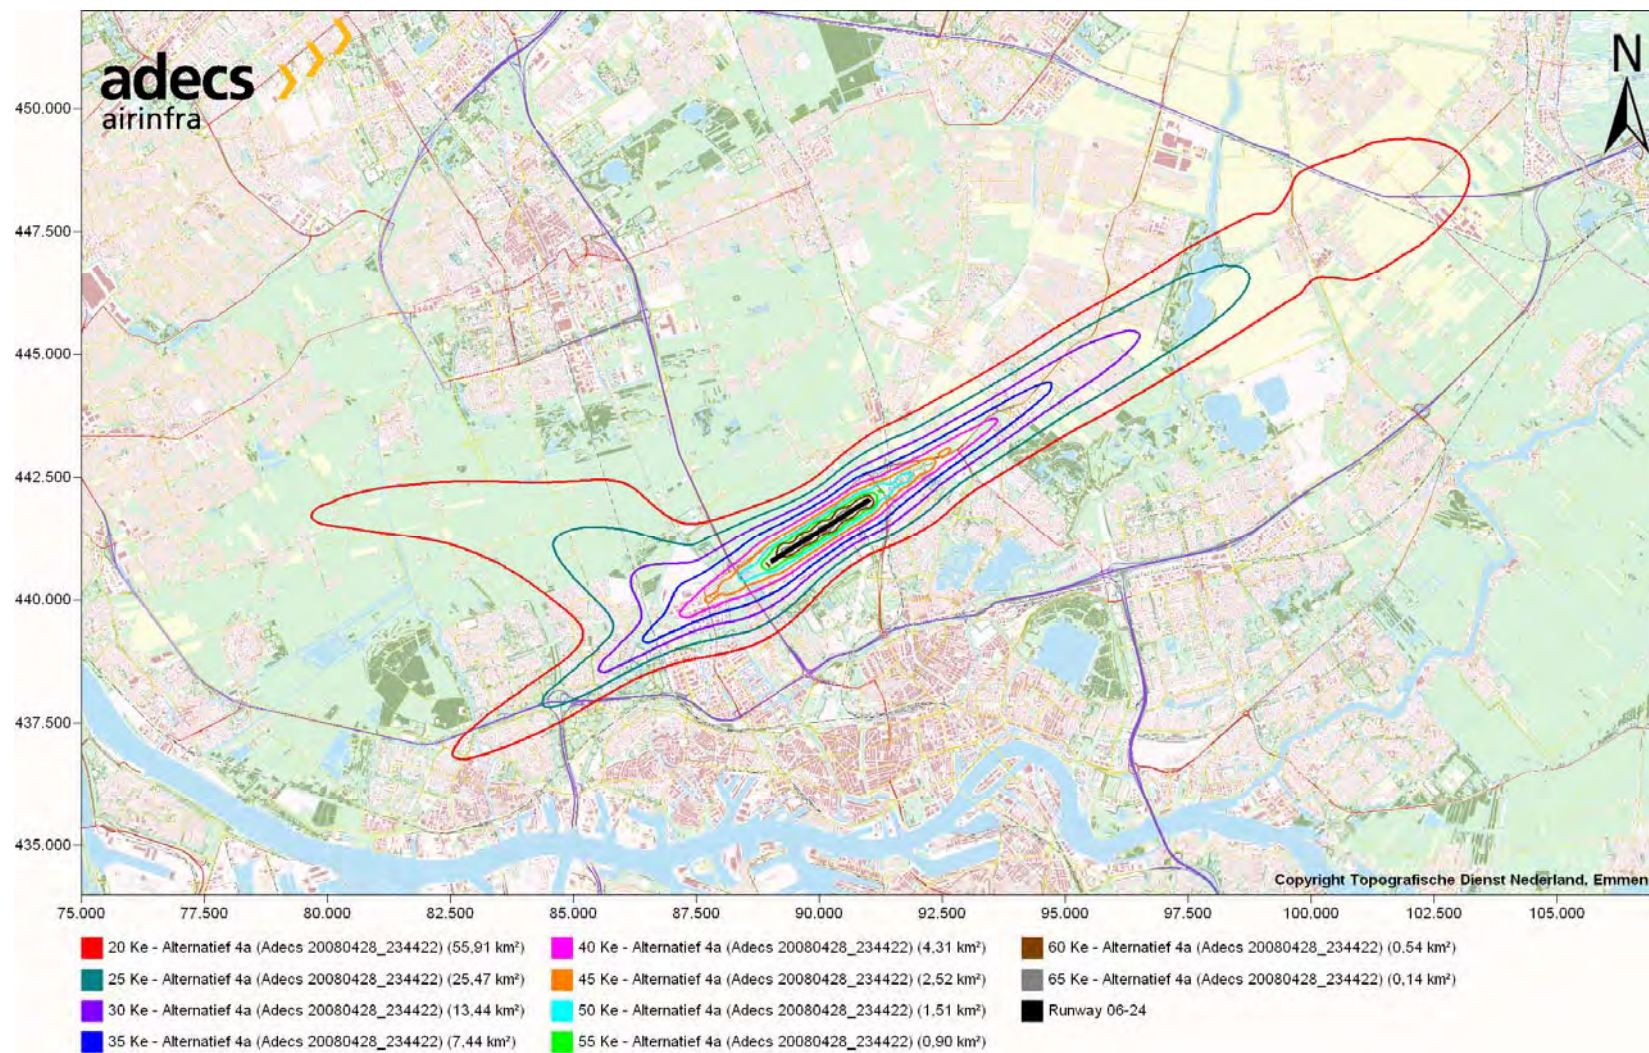 adecs
airinfra
N
450.000
447.500
445.000
442.500
440.000
437.500
435.000
Copyright Topografische Dienst Nederland, Emmen
75.000 77.500 80.000 82.500 85.000 87.500 90.000 92.500 95.000 97.500 100.000 102.500 105.000
20 Ke - Alternatief 4a (Adecs 20080428_234422) (55,91 km²)
25 Ke - Alternatief 4a (Adecs 20080428_234422) (25,47 km²)
30 Ke - Alternatief 4a (Adecs 20080428_234422) (13,44 km²)
35 Ke - Alternatief 4a (Adecs 20080428_234422) (7,44 km²)
40 Ke - Alternatief 4a (Adecs 20080428_234422) (4,31 km²)
45 Ke - Alternatief 4a (Adecs 20080428_234422) (2,52 km²)
50 Ke - Alternatief 4a (Adecs 20080428_234422) (1,51 km²)
55 Ke - Alternatief 4a (Adecs 20080428_234422) (0,90 km²)
60 Ke - Alternatief 4a (Adecs 20080428_234422) (0,54 km²)
65 Ke - Alternatief 4a (Adecs 20080428_234422) (0,14 km²)
Runway 06-24